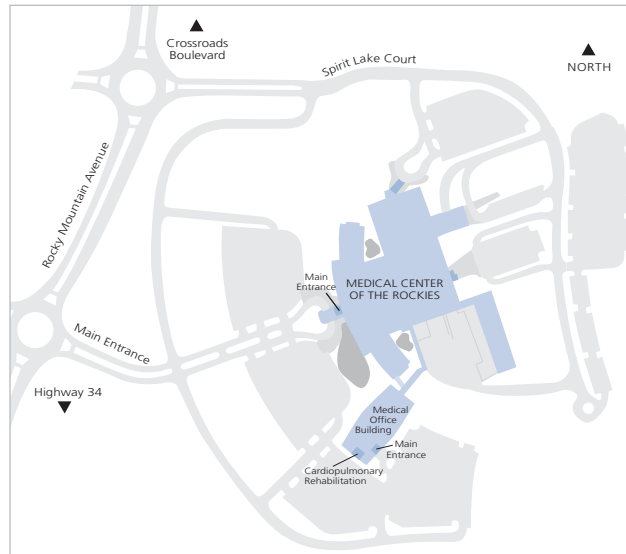 Crossroads
Boulevard
Spirit Lake Court
NORTH
Rocky Mountain Avenue
Main
Entrance
MEDICAL CENTER
OF THE ROCKIES
Main Entrance
Highway 34
Medical
Office
Building
Main
Entrance
Cardiopulmonary
Rehabilitation